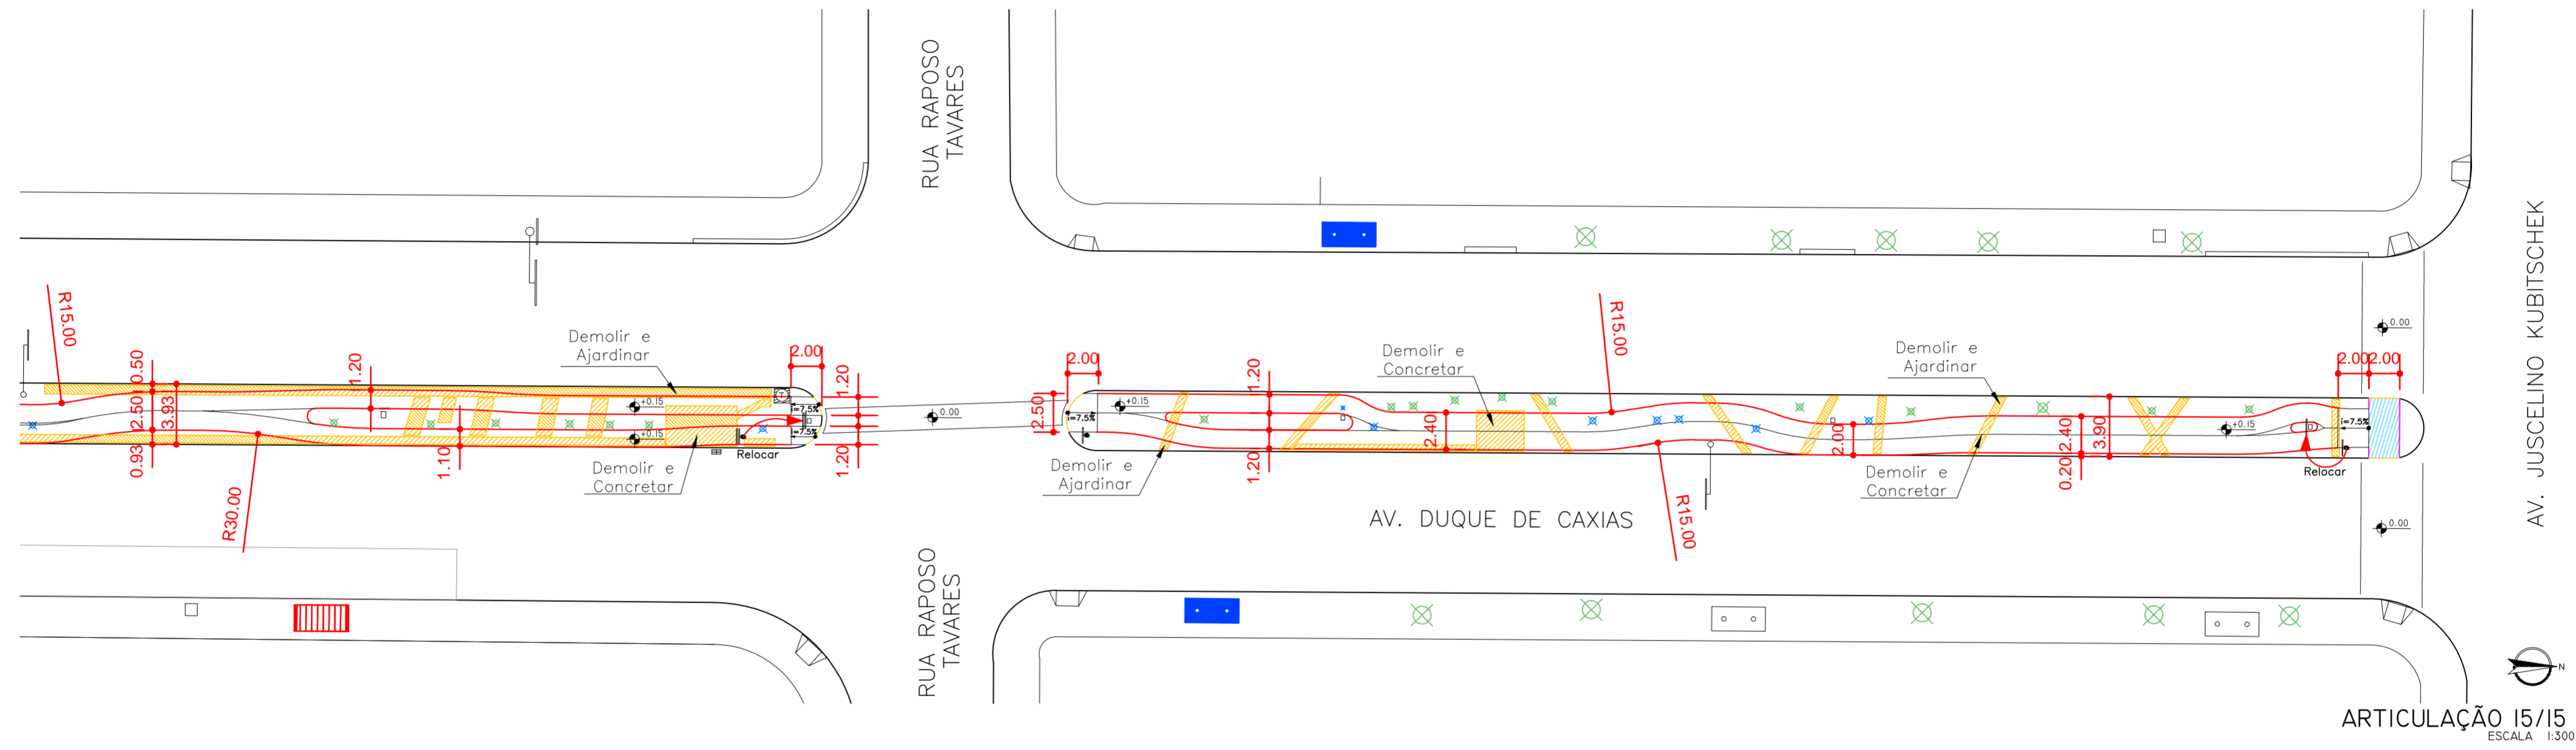 RUA RAPOSO
TAVARES
AV. JUSCELINO KUBITSCHEK
R15.00
0.50
2.50
3.93
0.93
R30.00
1.20
1.10
Demolir e
Ajardinar
+0.15
+0.15
Demolir e
Concretar
Relocar
T
2.00
i=7.5%
i=7.5%
1.20
1.20
0.00
2.50
2.00
i=7.5%
+0.15
Demolir e
Ajardinar
1.20
1.20
Demolir e
Concretar
2.40
R15.00
R15.00
AV. DUQUE DE CAXIAS
2.00
Demolir e
Ajardinar
Demolir e
Concretar
0.20
2.40
3.90
+0.15
2.00
2.00
i=7.5%
Relocar
0.00
0.00
RUA RAPOSO
TAVARES
N
ARTICULAÇÃO 15/15
ESCALA 1:300